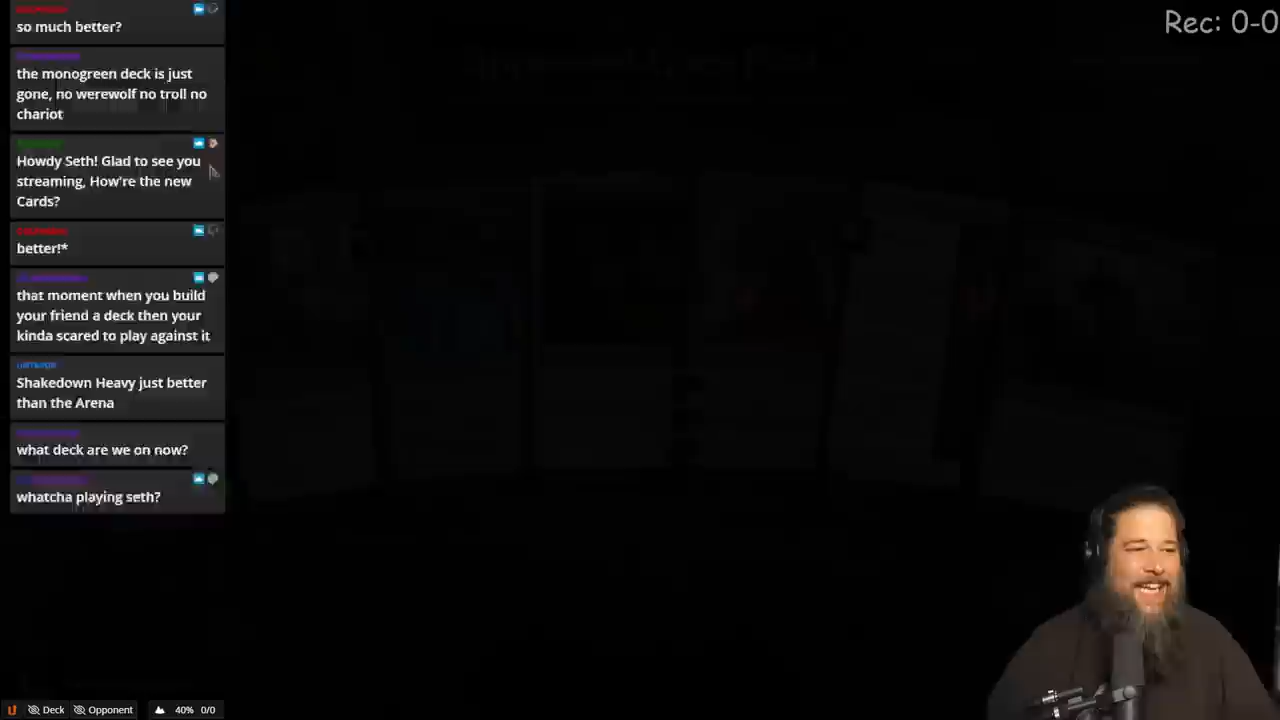 Rec: 0-0
so much better?
the monogreen deck is just
gone, no werewolf no troll no
chariot
Howdy Seth! Glad to see you
streaming, How're the new
Cards?
better!*
that moment when you build
your friend a deck then your
kinda scared to play against it
Shakedown Heavy just better
than the Arena
what deck are we on now?
whatcha playing seth?
Deck Opponent 40% 0/0